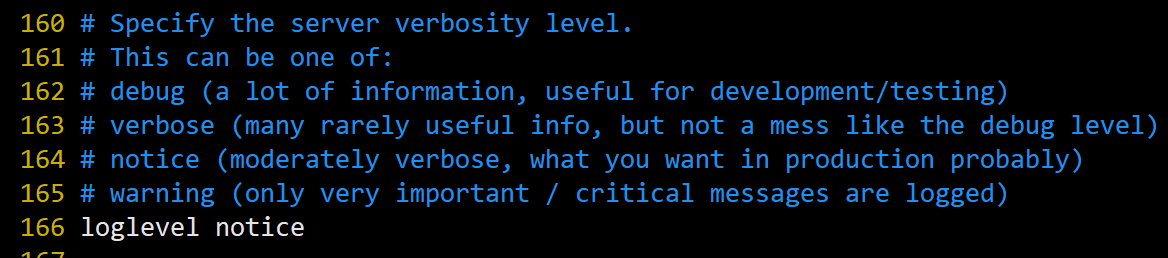 160 # Specify the server verbosity level.
161 # This can be one of:
162 # debug (a lot of information, useful for development/testing)
163 # verbose (many rarely useful info, but not a mess like the debug level)
164 # notice (moderately verbose, what you want in production probably)
165 # warning (only very important / critical messages are logged)
166 loglevel notice
167